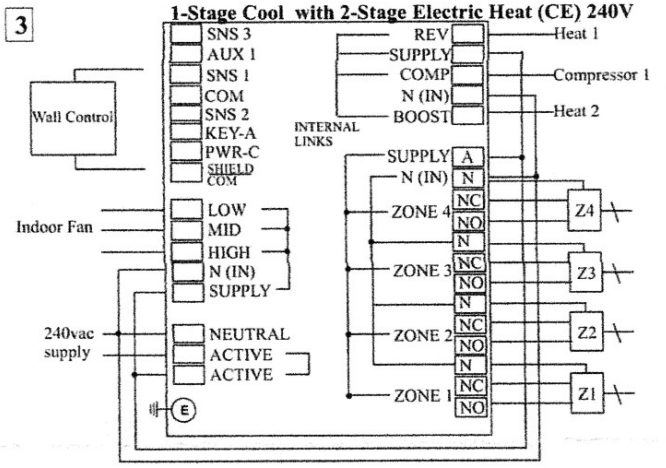 3
1-Stage Cool with 2-Stage Electric Heat (CE) 240V
SNS 3
AUX 1
SNS 1
COM
SNS 2
KEY-A
PWR-C
SHIELD
COM
Wall Control
LOW
MID
HIGH
N (IN)
SUPPLY
Indoor Fan
NEUTRAL
ACTIVE
ACTIVE
240vac
supply
E
REV
SUPPLY
COMP
N (IN)
BOOST
INTERNAL
LINKS
Heat 1
Compressor 1
Heat 2
SUPPLY A
N (IN) N
ZONE 4
NC
NO
Z4
N
ZONE 3
NC
NO
Z3
N
ZONE 2
NC
NO
Z2
N
ZONE 1
NC
NO
Z1